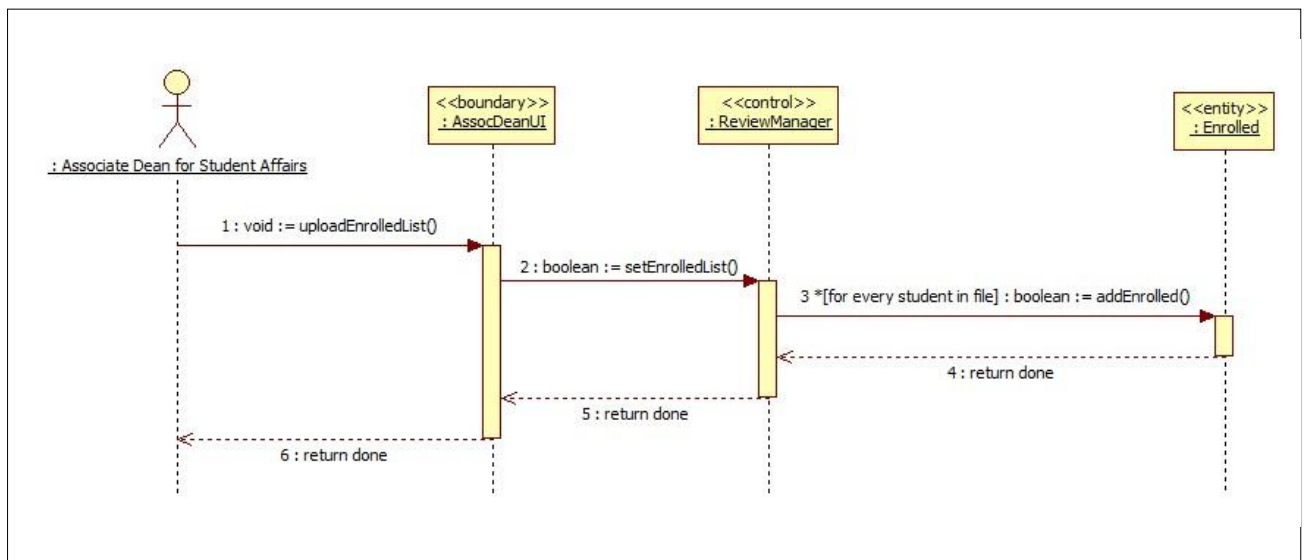 <<boundary>>
: AssocDeanUI
<<control>>
: ReviewManager
<<entity>>
: Enrolled
: Associate Dean for Student Affairs
1 : void := uploadEnrolledList()
2 : boolean := setEnrolledList()
3 *[for every student in file] : boolean := addEnrolled()
4 : return done
5 : return done
6 : return done